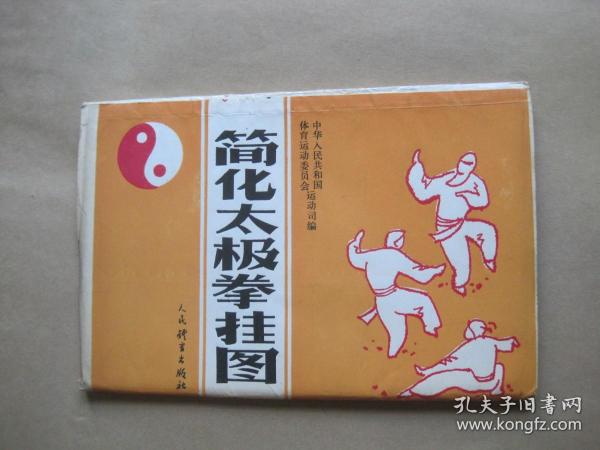 简化太极拳挂图
中华人民共和国
体育运动委员会
运动司编
人民体育出版社
孔夫子旧书网
www.kongfz.com